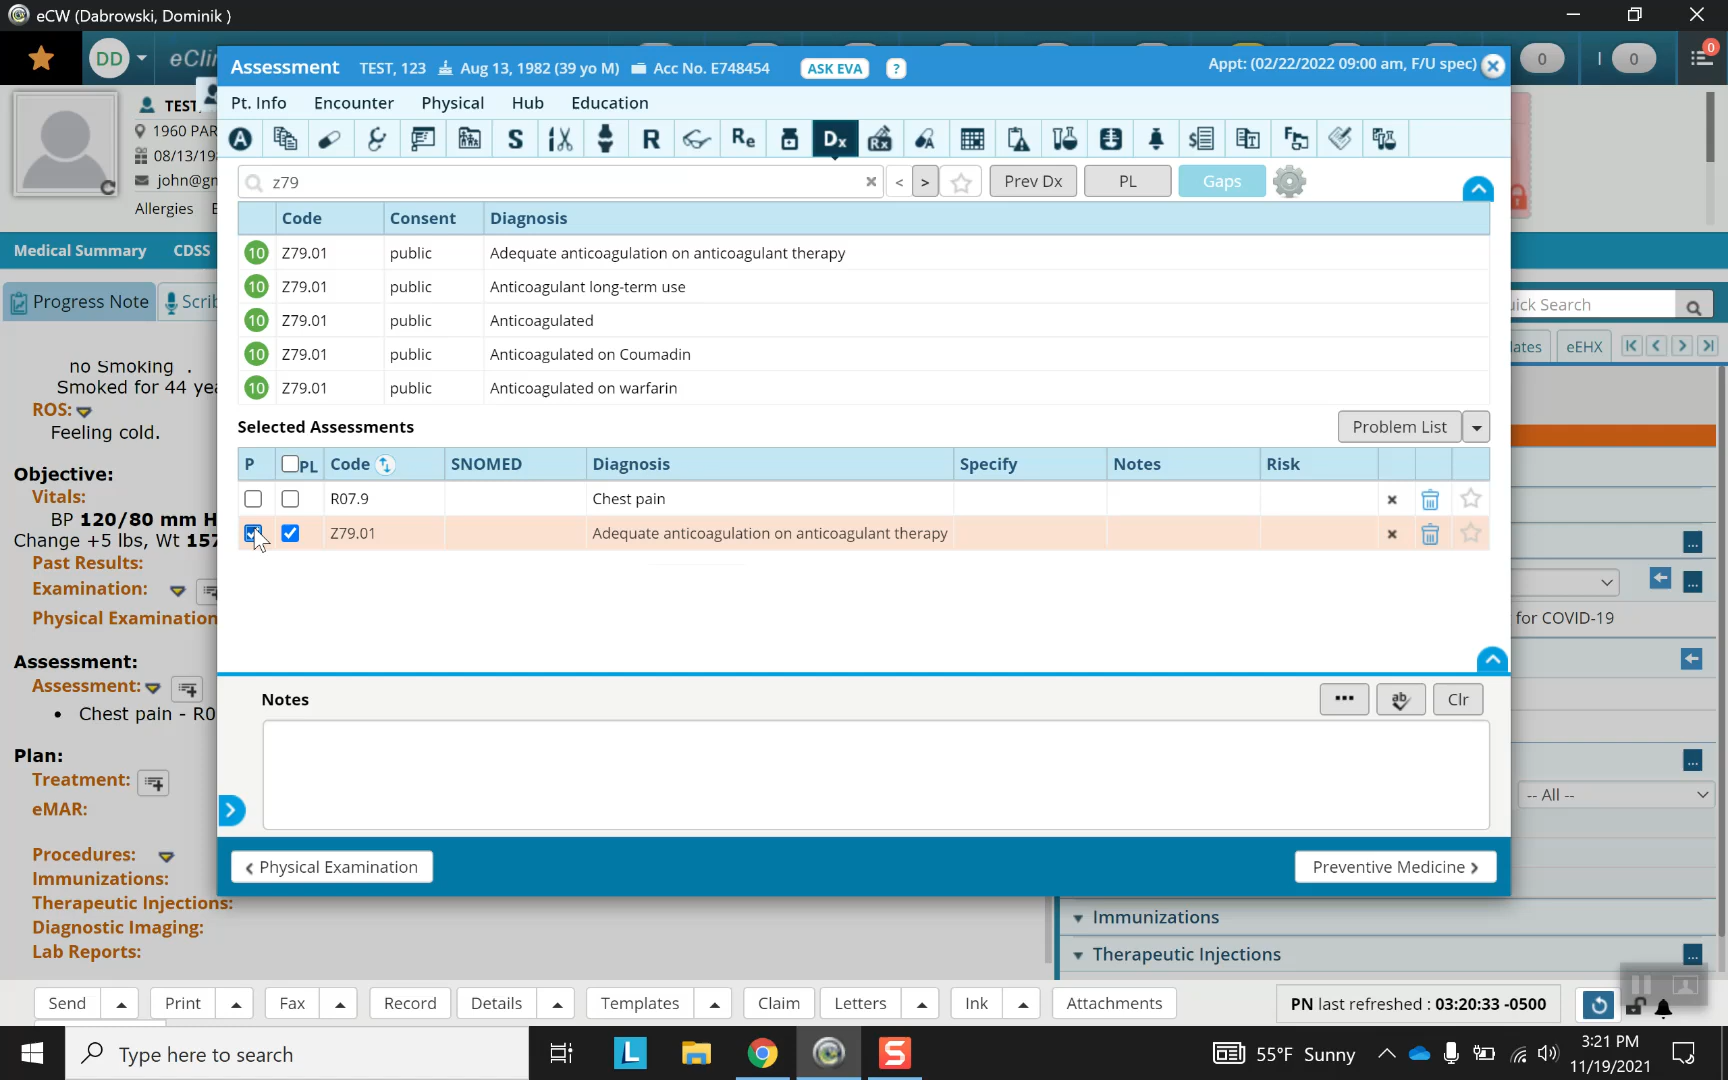 eCW (Dabrowski, Dominik )
DD
eClin
0
I
0
0
Assessment
TEST, 123
Aug 13, 1982 (39 yo M)
Acc No. E748454
ASK EVA
?
Appt: (02/22/2022 09:00 am, F/U spec)
Pt. Info
Encounter
Physical
Hub
Education
A
S
R
Re
Dx
Rx
TEST,
1960 PAR
08/13/19
john@gm
Allergies
z79
<
>
Prev Dx
PL
Gaps
Code
Consent
Diagnosis
10
Z79.01
public
Adequate anticoagulation on anticoagulant therapy
10
Z79.01
public
Anticoagulant long-term use
10
Z79.01
public
Anticoagulated
10
Z79.01
public
Anticoagulated on Coumadin
10
Z79.01
public
Anticoagulated on warfarin
Medical Summary
CDSS
Progress Note
Scrib
uick Search
lates
eEHX
no Smoking .
Smoked for 44 yea
ROS:
Feeling cold.
Objective:
Vitals:
BP 120/80 mm H
Change +5 lbs, Wt 157
Past Results:
Examination:
Physical Examination
Assessment:
Assessment:
• Chest pain - R0
Plan:
Treatment:
eMAR:
Procedures:
Immunizations:
Therapeutic Injections:
Diagnostic Imaging:
Lab Reports:
Selected Assessments
Problem List
P
PL
Code
SNOMED
Diagnosis
Specify
Notes
Risk
R07.9
Chest pain
Z79.01
Adequate anticoagulation on anticoagulant therapy
for COVID-19
-- All --
Notes
...
ab
Clr
< Physical Examination
Preventive Medicine >
Immunizations
Therapeutic Injections
Send
Print
Fax
Record
Details
Templates
Claim
Letters
Ink
Attachments
PN last refreshed : 03:20:33 -0500
Type here to search
L
S
55°F Sunny
3:21 PM
11/19/2021